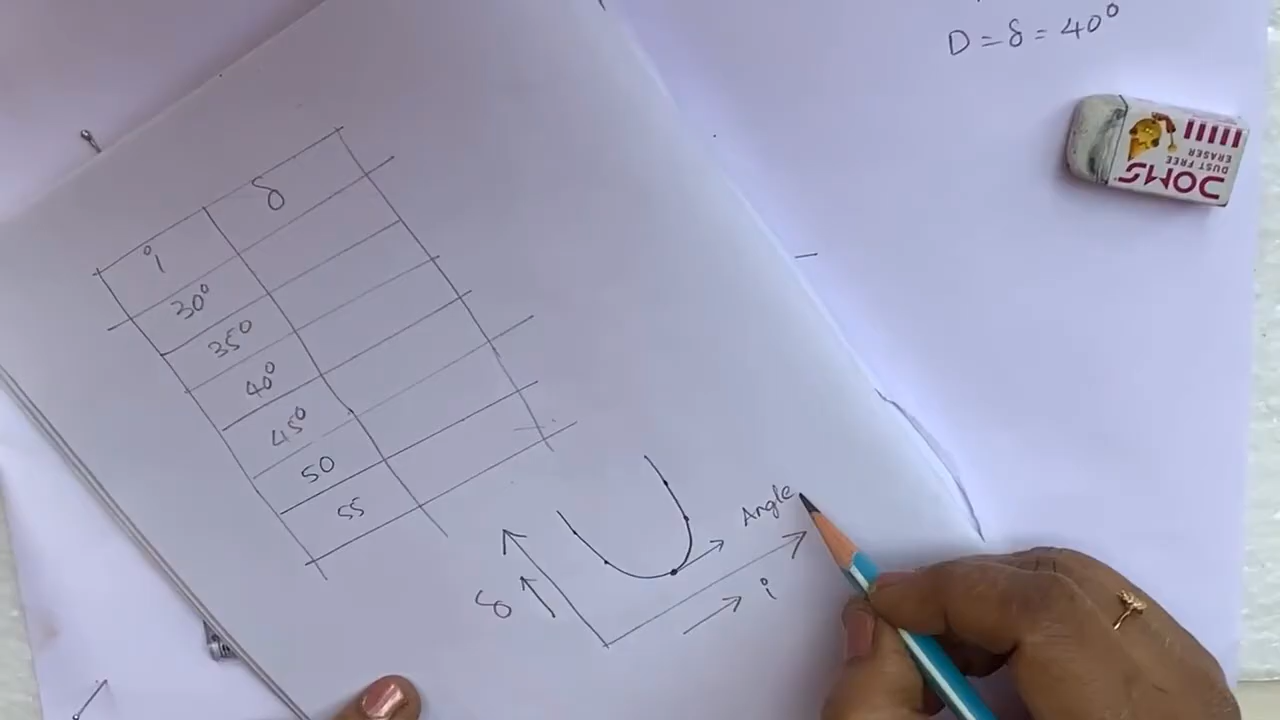 D = δ = 40°
DOMS
DUST FREE
ERASER
i δ
30°
35°
40°
45°
50
55
Angle
δ
i